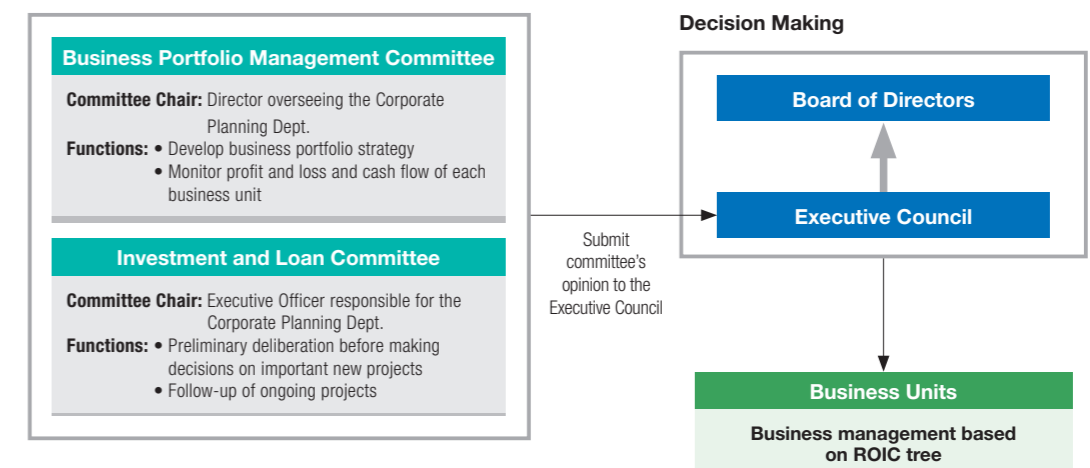 Business Portfolio Management Committee
Committee Chair: Director overseeing the Corporate
Planning Dept.
Functions: • Develop business portfolio strategy
• Monitor profit and loss and cash flow of each
business unit
Investment and Loan Committee
Committee Chair: Executive Officer responsible for the
Corporate Planning Dept.
Functions: • Preliminary deliberation before making
decisions on important new projects
• Follow-up of ongoing projects
Submit
committee's
opinion to the
Executive Council
Decision Making
Board of Directors
Executive Council
Business Units
Business management based
on ROIC tree